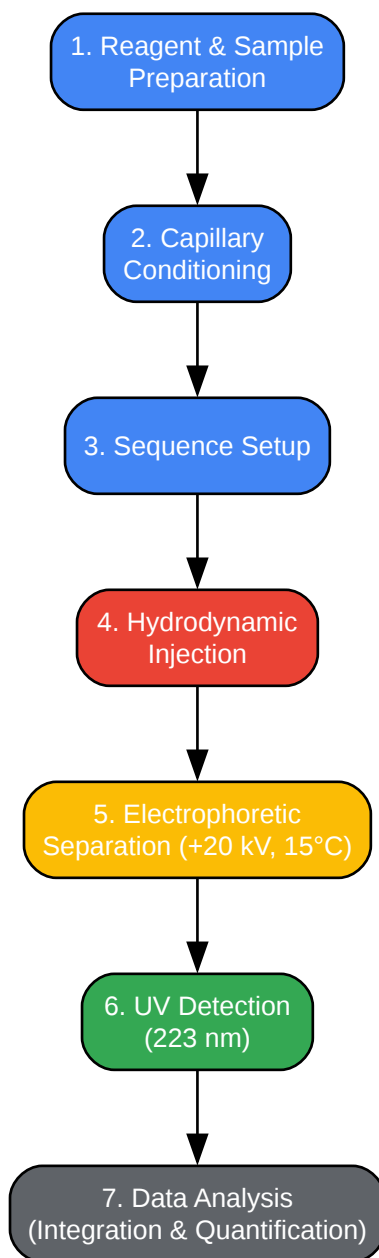 1. Reagent & Sample
Preparation
2. Capillary
Conditioning
3. Sequence Setup
4. Hydrodynamic
Injection
5. Electrophoretic
Separation (+20 kV, 15°C)
6. UV Detection
(223 nm)
7. Data Analysis
(Integration & Quantification)